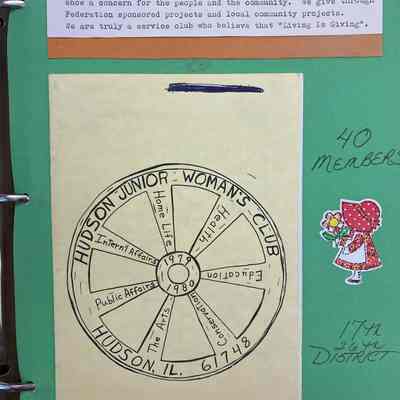 show a concern for the people and the community. We give through
Federation sponsored projects and local community projects.
We are truly a service club who believe that "Living is Giving".
40
MEMBERS
HUDSON JUNIOR WOMAN'S CLUB
Home Life
Health
Intern'l Affairs
1979
Education
1980
Public Affairs
Conservation
The Arts
HUDSON, IL. 61748
17th
26th
DISTRICT